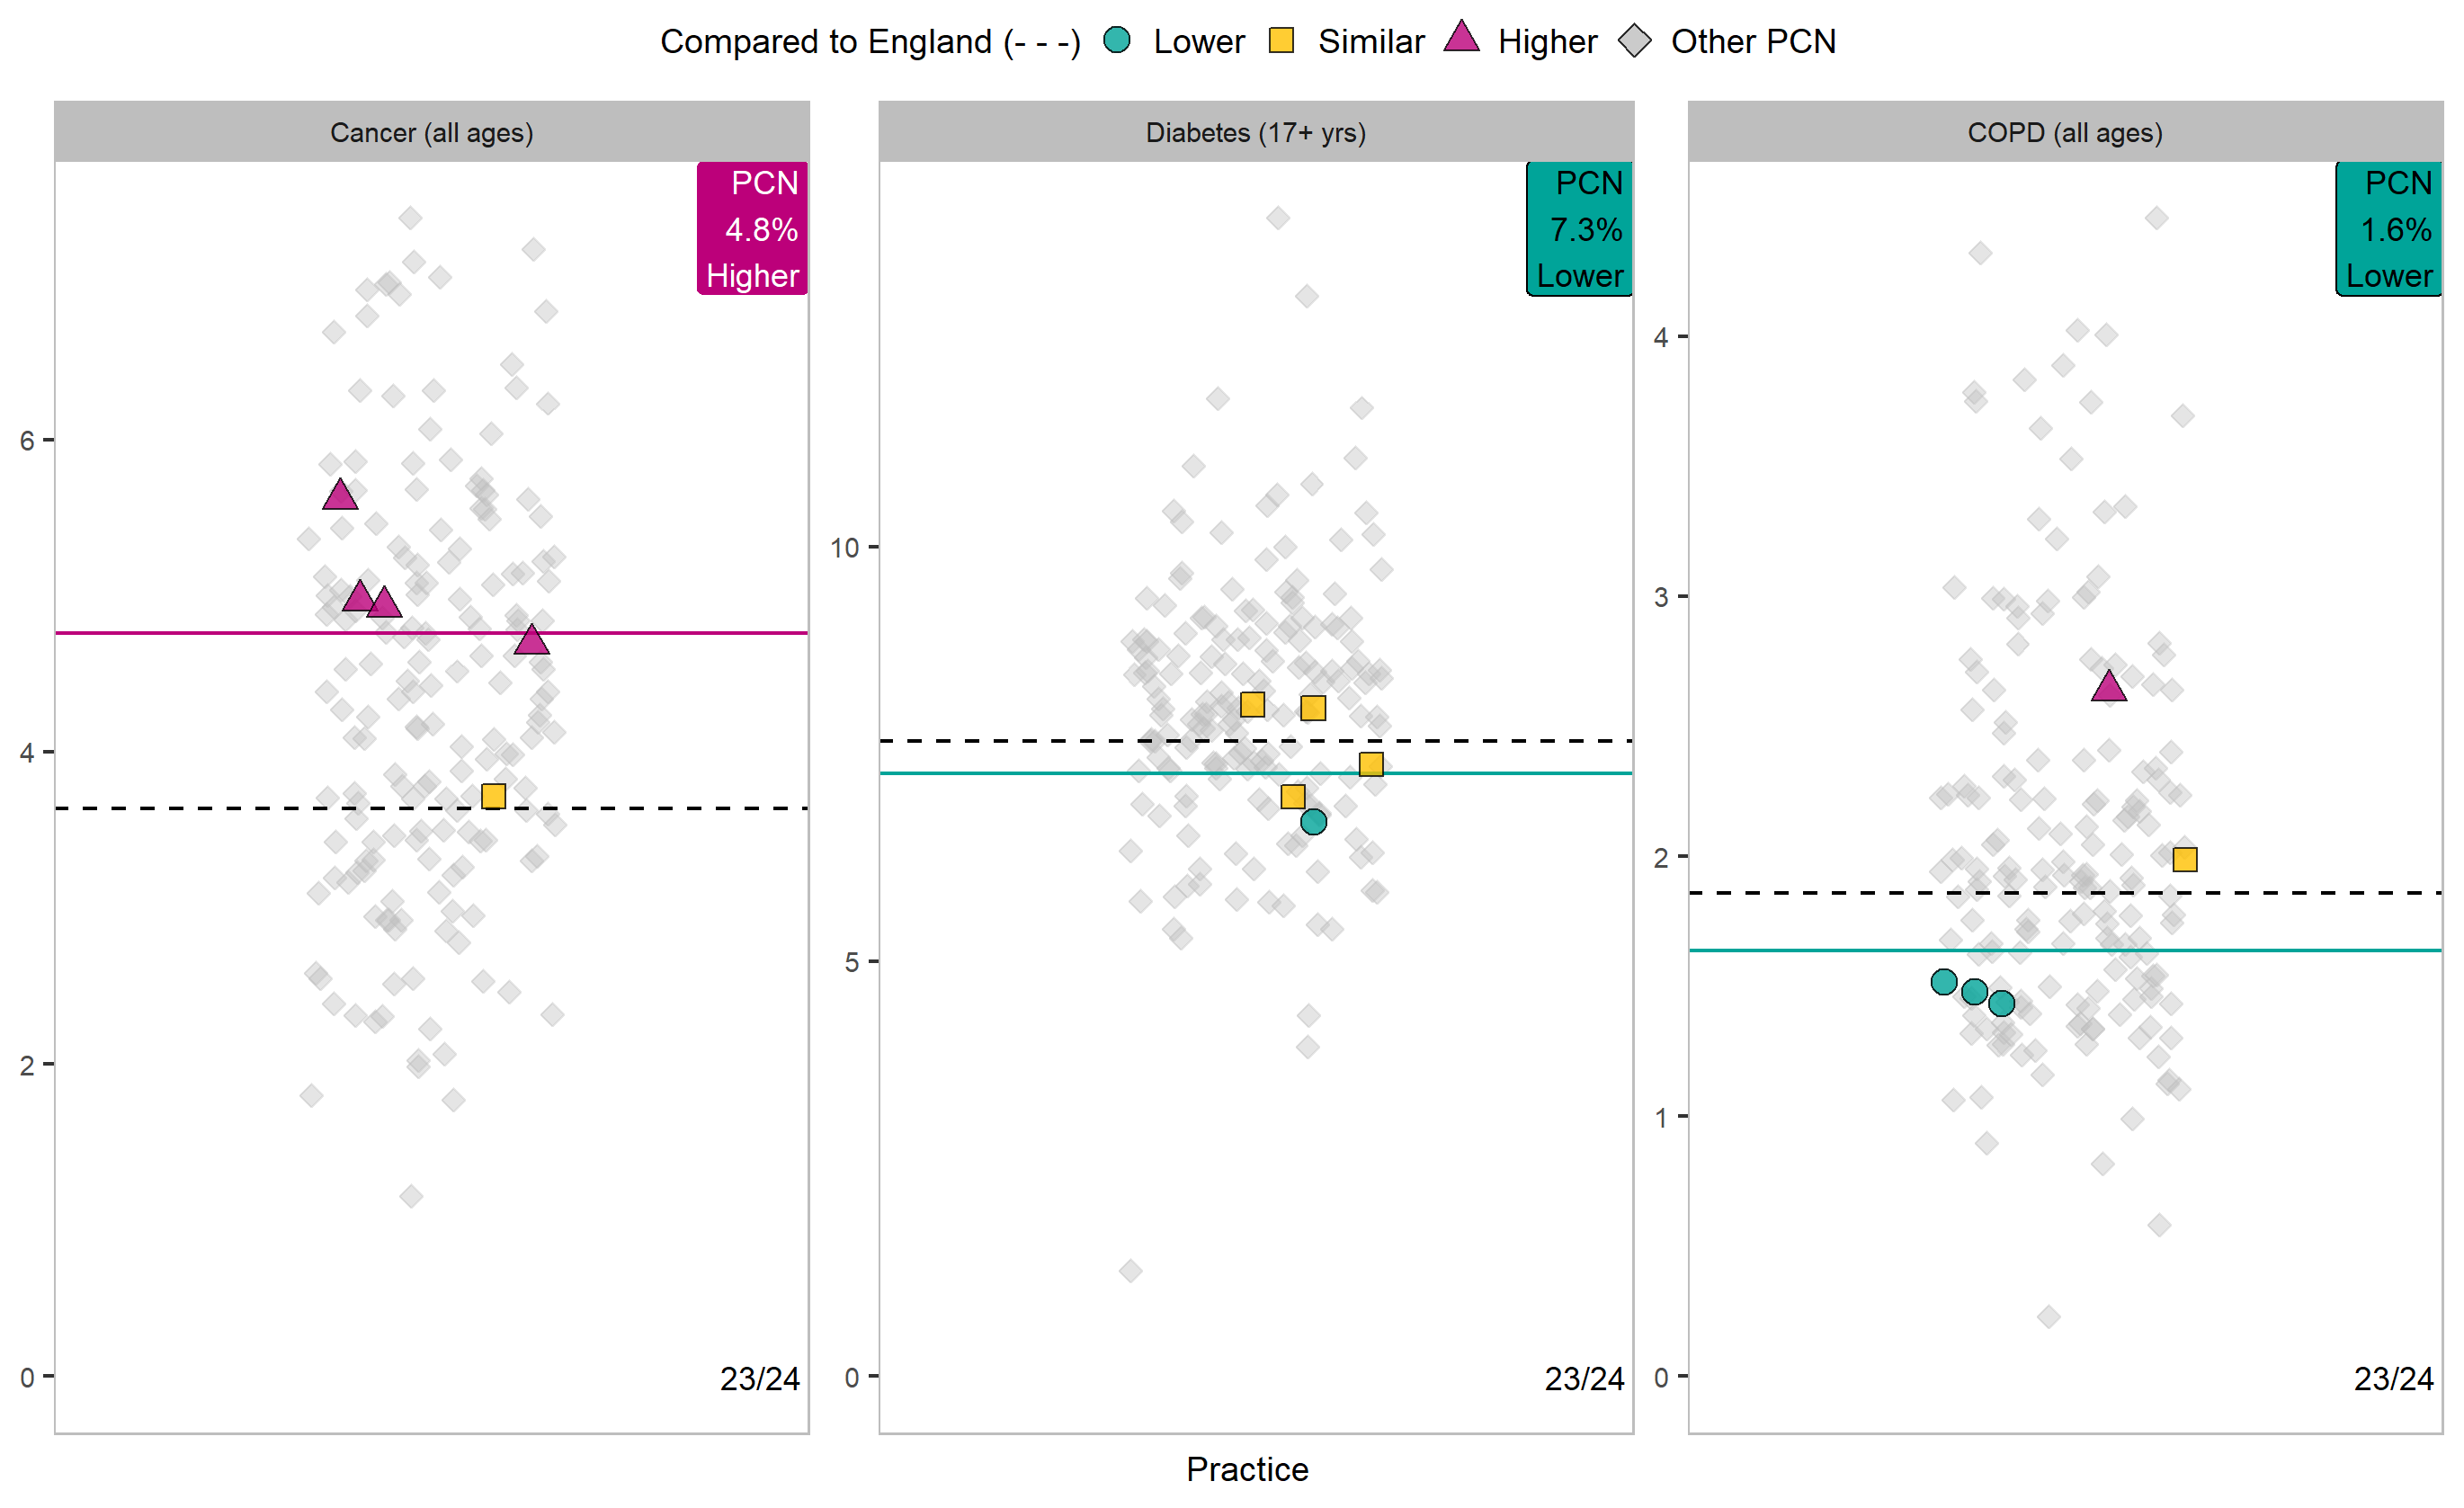 Compared to England (- - -) Lower Similar Higher Other PCN
Cancer (all ages)
PCN
4.8%
Higher
6
4
2
0
23/24
Diabetes (17+ yrs)
PCN
7.3%
Lower
10
5
0
23/24
COPD (all ages)
PCN
1.6%
Lower
4
3
2
1
0
23/24
Practice